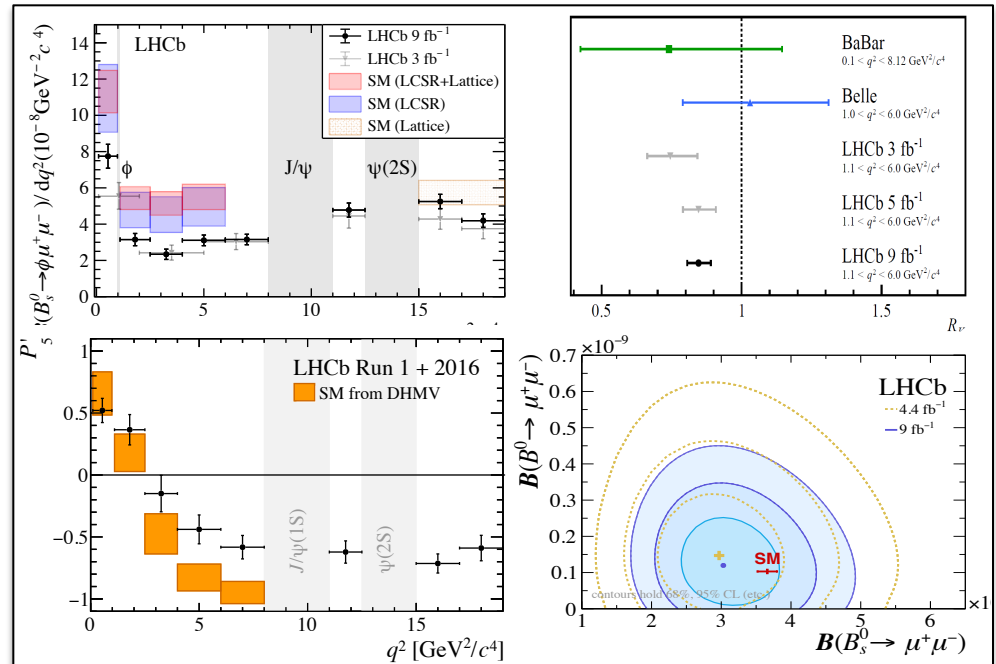 LHCb
LHCb 9 fb⁻¹
LHCb 3 fb⁻¹
SM (LCSR+Lattice)
SM (LCSR)
SM (Lattice)
(B⁰ₛ→ϕμ⁺μ⁻)/dq²(10⁻⁸GeV⁻²c⁴)
14
12
10
8
6
4
2
0
ϕ
J/ψ
ψ(2S)
0
5
10
15
BaBar
0.1 < q² < 8.12 GeV²/c⁴
Belle
1.0 < q² < 6.0 GeV²/c⁴
LHCb 3 fb⁻¹
1.1 < q² < 6.0 GeV²/c⁴
LHCb 5 fb⁻¹
1.1 < q² < 6.0 GeV²/c⁴
LHCb 9 fb⁻¹
1.1 < q² < 6.0 GeV²/c⁴
0.5
1
1.5
P′₅
1
0.5
0
−0.5
−1
LHCb Run 1 + 2016
SM from DHMV
J/ψ(1S)
ψ(2S)
0
5
10
15
q² [GeV²/c⁴]
×10⁻⁹
B(B⁰→ μ⁺μ⁻)
0.7
0.6
0.5
0.4
0.3
0.2
0.1
0
LHCb
4.4 fb⁻¹
9 fb⁻¹
SM
contours hold 68%, 95% CL (etc.)
1
2
3
4
5
6
B(B⁰ₛ→ μ⁺μ⁻)